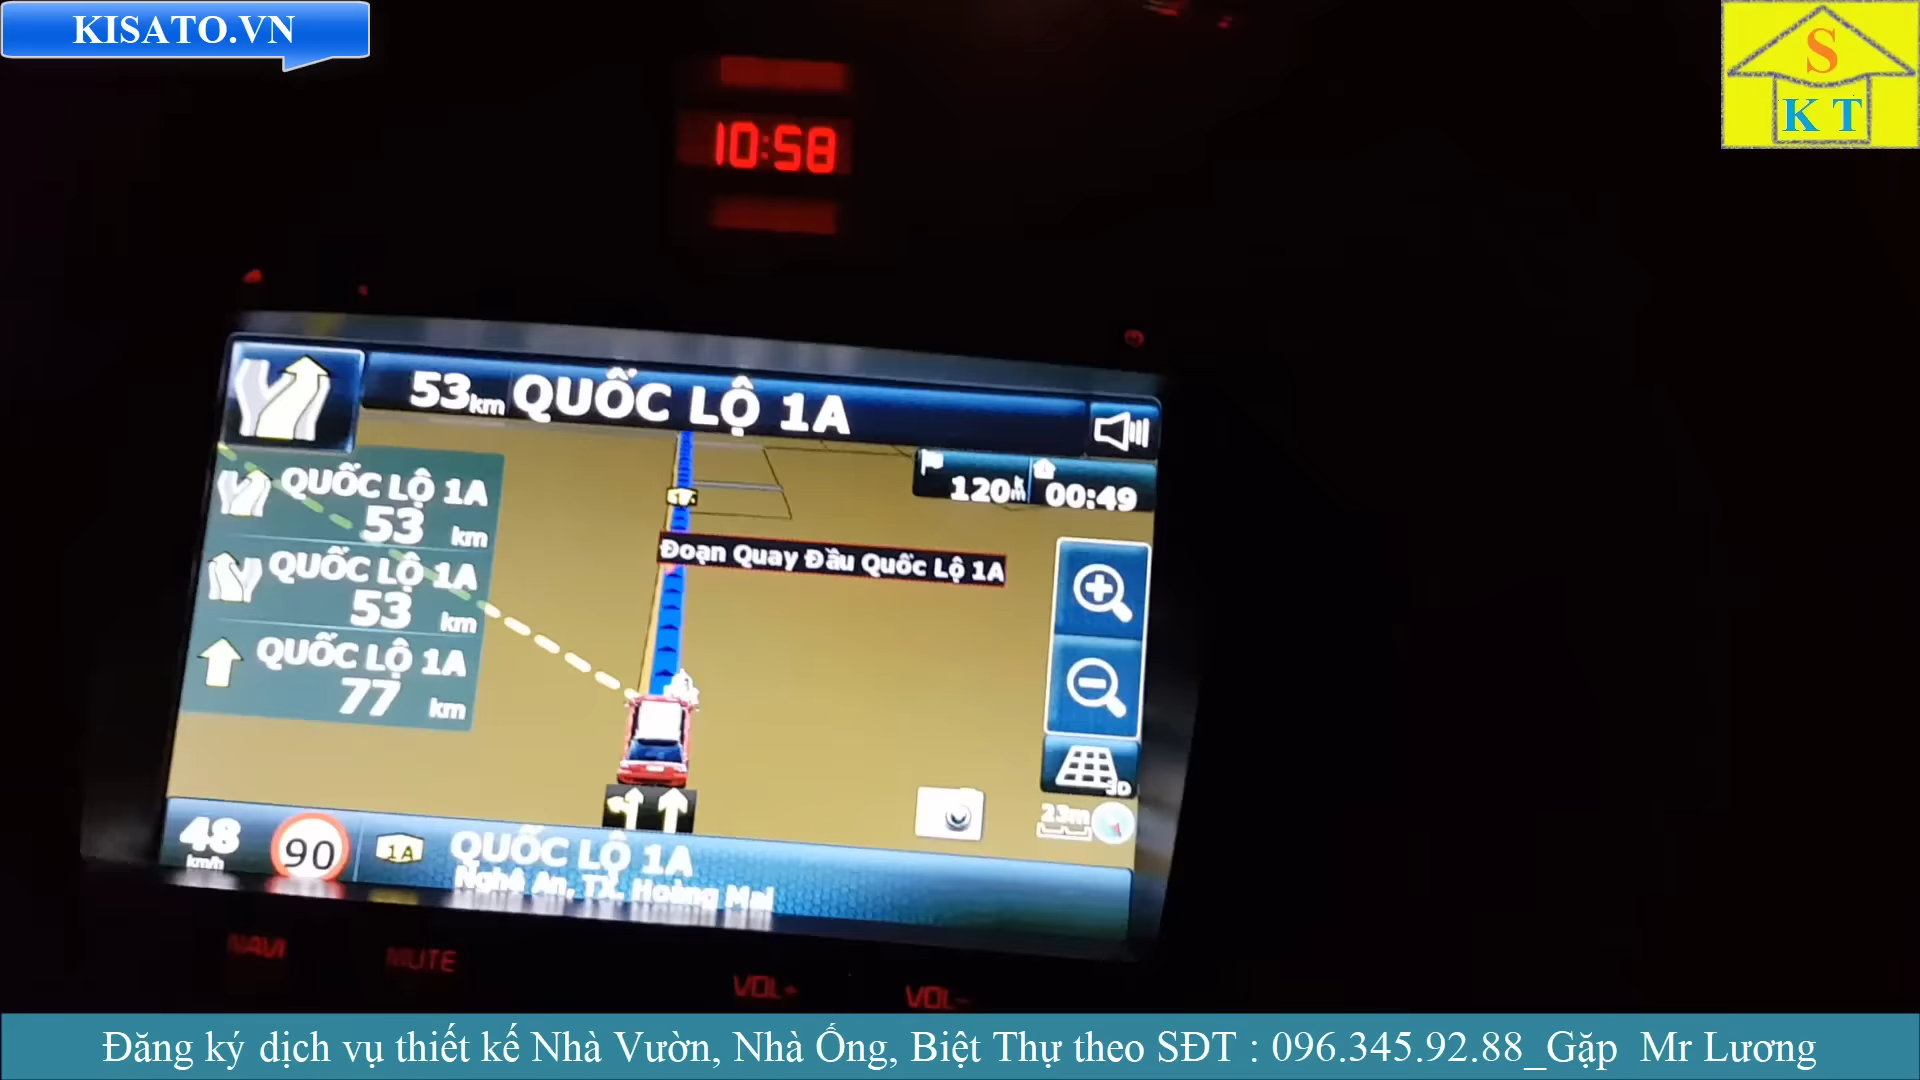 KISATO.VN
S
K T
10:58
53km QUỐC LỘ 1A
QUỐC LỘ 1A
53 km
QUỐC LỘ 1A
53 km
QUỐC LỘ 1A
77 km
120km 00:49
Đoạn Quay Đầu Quốc Lộ 1A
3D
23m
48 km/h
90
1A
QUỐC LỘ 1A
Nghệ An, TX. Hoàng Mai
NAVI
MUTE
VOL+
VOL-
Đăng ký dịch vụ thiết kế Nhà Vườn, Nhà Ống, Biệt Thự theo SĐT : 096.345.92.88_Gặp Mr Lương